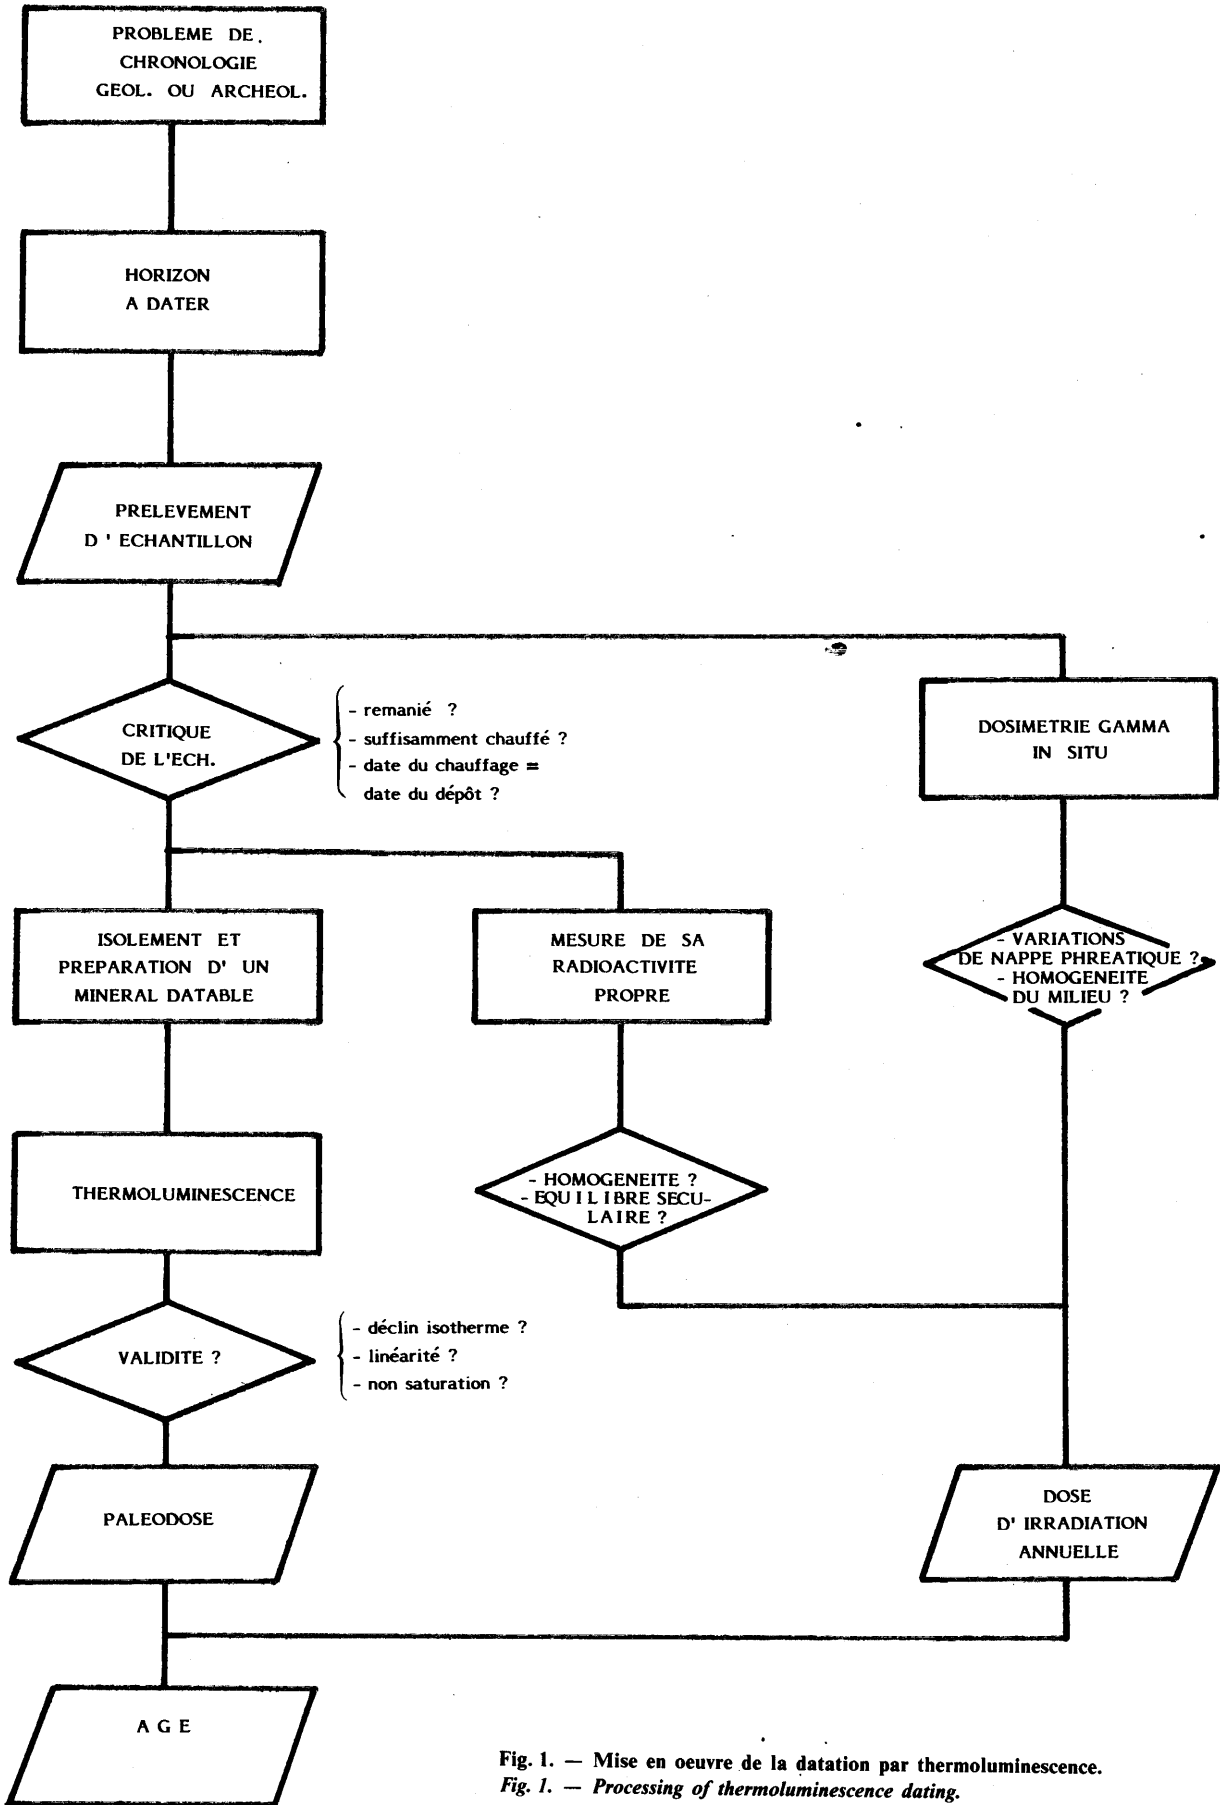 PROBLEME DE
CHRONOLOGIE
GEOL. OU ARCHEOL.
HORIZON
A DATER
PRELEVEMENT
D ' ECHANTILLON
CRITIQUE
DE L'ECH.
- remanié ?
- suffisamment chauffé ?
- date du chauffage =
date du dépôt ?
DOSIMETRIE GAMMA
IN SITU
ISOLEMENT ET
PREPARATION D' UN
MINERAL DATABLE
MESURE DE SA
RADIOACTIVITE
PROPRE
- VARIATIONS
DE NAPPE PHREATIQUE ?
- HOMOGENEITE
DU MILIEU ?
THERMOLUMINESCENCE
- HOMOGENEITE ?
- EQUILIBRE SECU-
LAIRE ?
VALIDITE ?
- déclin isotherme ?
- linéarité ?
- non saturation ?
PALEODOSE
DOSE
D' IRRADIATION
ANNUELLE
A G E
Fig. 1. — Mise en oeuvre de la datation par thermoluminescence.
Fig. 1. — Processing of thermoluminescence dating.